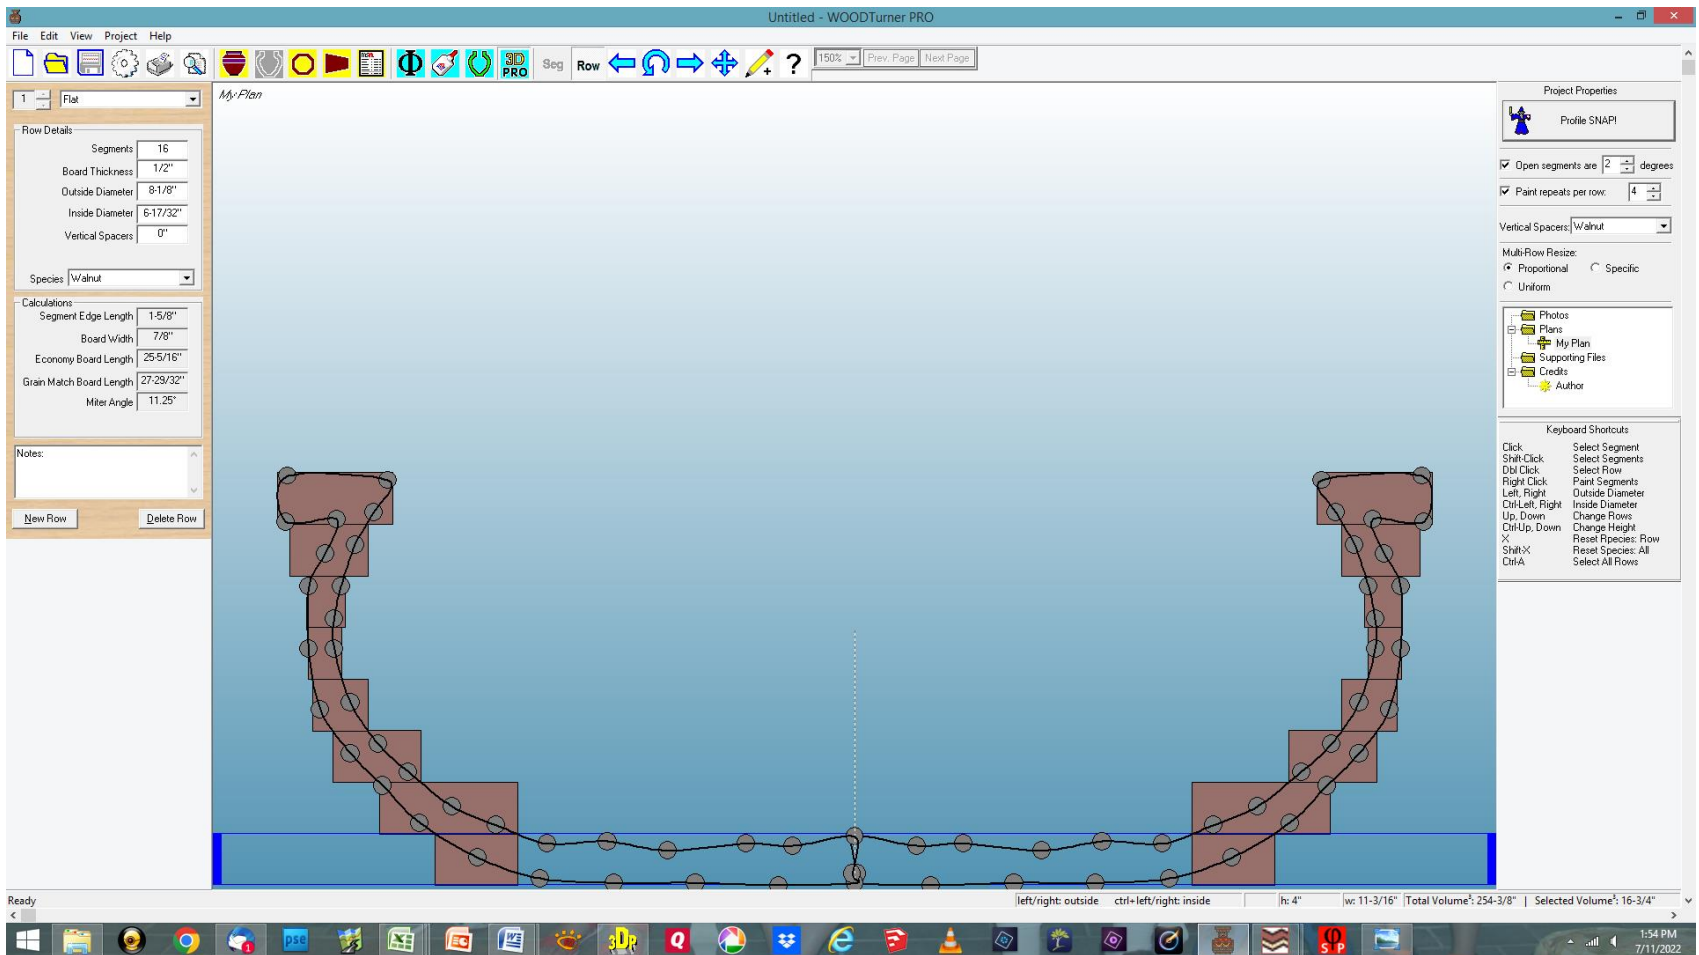 Untitled - WOODTurner PRO
File Edit View Project Help
3D PRO Seg Row ? 150% Prev. Page Next Page
1 Flat
My Plan
Row Details
Segments 16
Board Thickness 1/2"
Outside Diameter 8-1/8"
Inside Diameter 6-17/32"
Vertical Spacers 0"
Species Walnut
Calculations
Segment Edge Length 1-5/8"
Board Width 7/8"
Economy Board Length 25-5/16"
Grain Match Board Length 27-29/32"
Miter Angle 11.25°
Notes:
New Row Delete Row
Project Properties
Profile SNAP!
Open segments are 2 degrees
Paint repeats per row: 4
Vertical Spacers: Walnut
Multi-Row Resize:
Proportional Specific
Uniform
Photos
Plans
My Plan
Supporting Files
Credits
Author
Keyboard Shortcuts
Click Select Segment
Shift-Click Select Segments
Dbl Click Select Row
Right Click Paint Segments
Left, Right Outside Diameter
Ctrl-Left, Right Inside Diameter
Up, Down Change Rows
Ctrl-Up, Down Change Height
X Reset Rpecies: Row
Shift-X Reset Species: All
Ctrl-A Select All Rows
Ready
left/right: outside ctrl+left/right: inside h: 4" w: 11-3/16" Total Volume³: 254-3/8" | Selected Volume³: 16-3/4"
pse 3DR Q SP
1:54 PM
7/11/2022